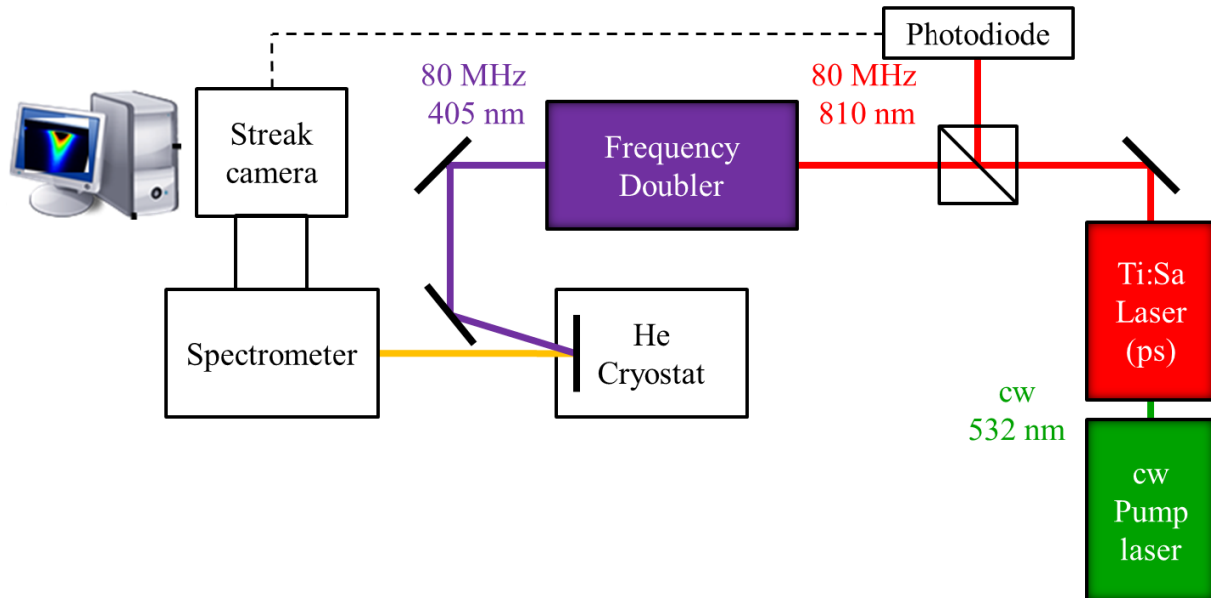 Photodiode
80 MHz
405 nm
80 MHz
810 nm
Streak
camera
Frequency
Doubler
Ti:Sa
Laser
(ps)
Spectrometer
He
Cryostat
cw
532 nm
cw
Pump
laser